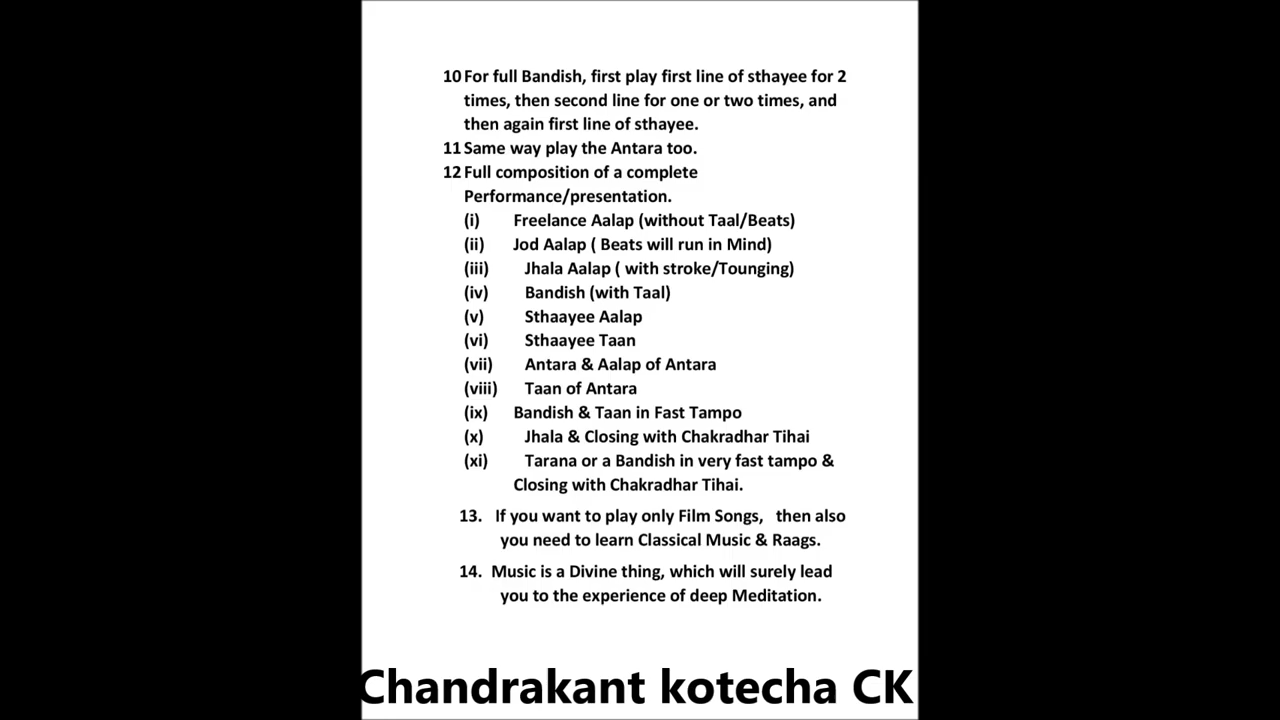 10 For full Bandish, first play first line of sthayee for 2
times, then second line for one or two times, and
then again first line of sthayee.
11 Same way play the Antara too.
12 Full composition of a complete
Performance/presentation.
(i) Freelance Aalap (without Taal/Beats)
(ii) Jod Aalap ( Beats will run in Mind)
(iii) Jhala Aalap ( with stroke/Tounging)
(iv) Bandish (with Taal)
(v) Sthaayee Aalap
(vi) Sthaayee Taan
(vii) Antara & Aalap of Antara
(viii) Taan of Antara
(ix) Bandish & Taan in Fast Tampo
(x) Jhala & Closing with Chakradhar Tihai
(xi) Tarana or a Bandish in very fast tampo &
Closing with Chakradhar Tihai.
13. If you want to play only Film Songs, then also
you need to learn Classical Music & Raags.
14. Music is a Divine thing, which will surely lead
you to the experience of deep Meditation.
Chandrakant kotecha CK